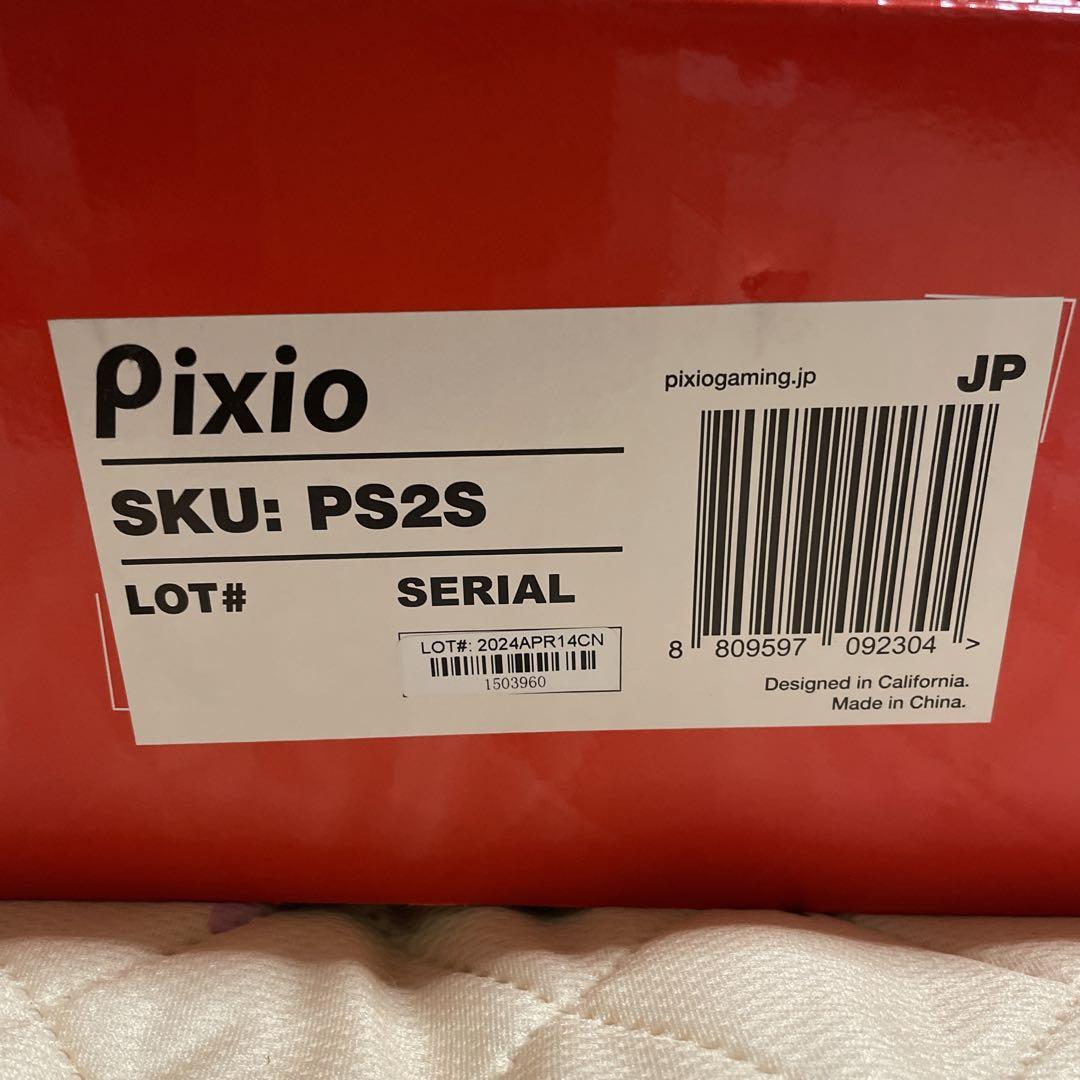 Pixio
SKU: PS2S
LOT#
SERIAL
LOT#: 2024APR14CN
1503960
pixiogaming.jp
JP
8 809597 092304 >
Designed in California.
Made in China.